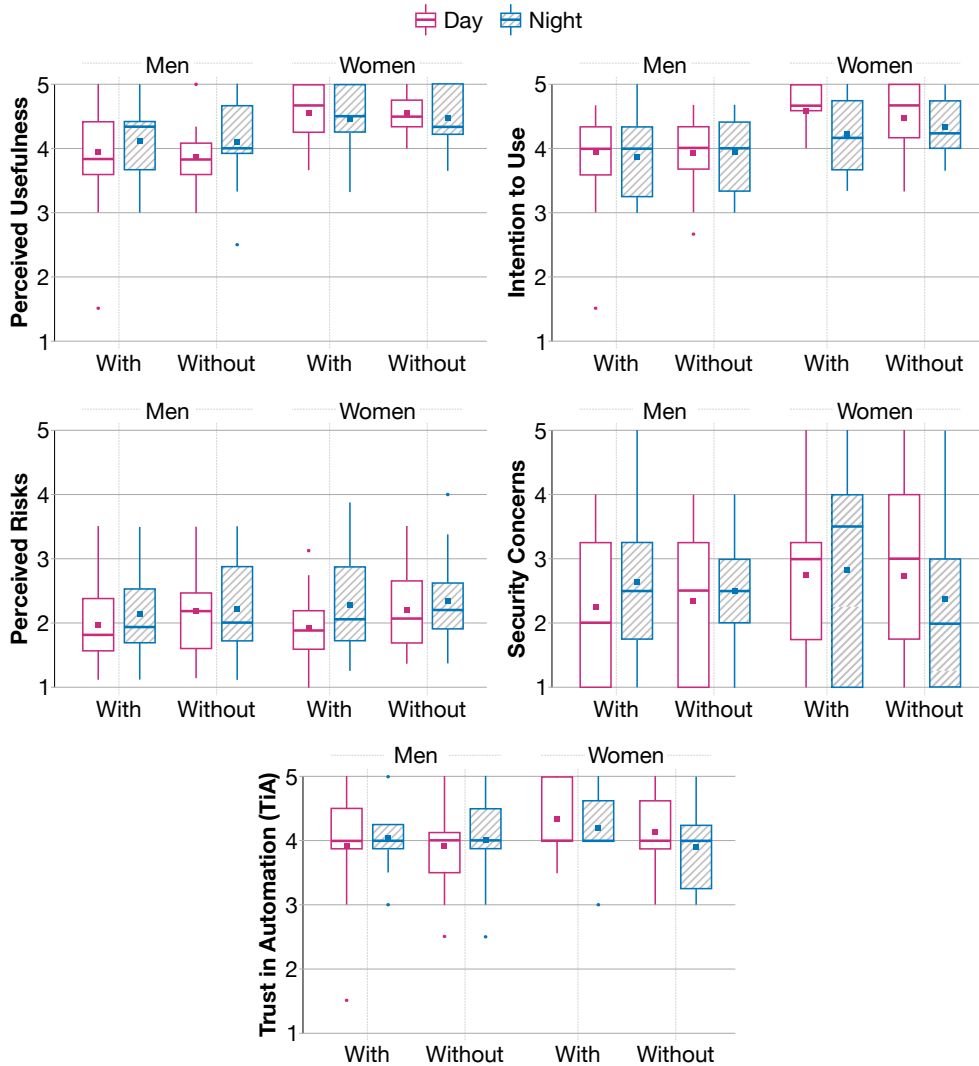 Day Night
Men Women
Perceived Usefulness
5
4
3
2
1
With Without With Without
Men Women
Intention to Use
5
4
3
2
1
With Without With Without
Men Women
Perceived Risks
5
4
3
2
1
With Without With Without
Men Women
Security Concerns
5
4
3
2
1
With Without With Without
Men Women
Trust in Automation (TiA)
5
4
3
2
1
With Without With Without